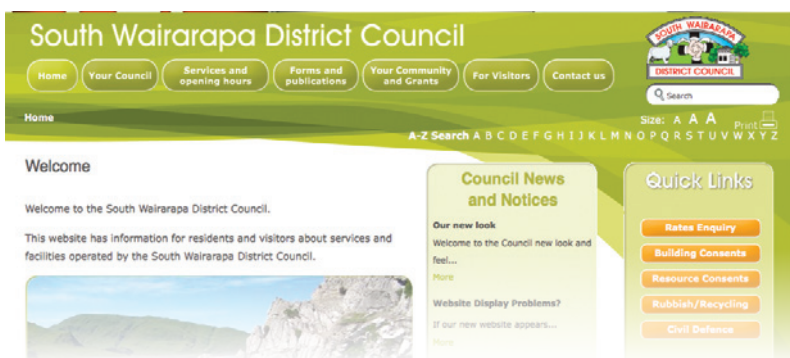 South Wairarapa District Council
SOUTH WAIRARAPA
DISTRICT COUNCIL
Home
Your Council
Services and
opening hours
Forms and
publications
Your Community
and Grants
For Visitors
Contact us
Search
Home
Size: A A A Print
A-Z Search A B C D E F G H I J K L M N O P Q R S T U V W X Y Z
Welcome
Welcome to the South Wairarapa District Council.
This website has information for residents and visitors about services and
facilities operated by the South Wairarapa District Council.
Council News
and Notices
Our new look
Welcome to the Council new look and
feel...
More
Website Display Problems?
If our new website appears...
More
Quick Links
Rates Enquiry
Building Consents
Resource Consents
Rubbish/Recycling
Civil Defence